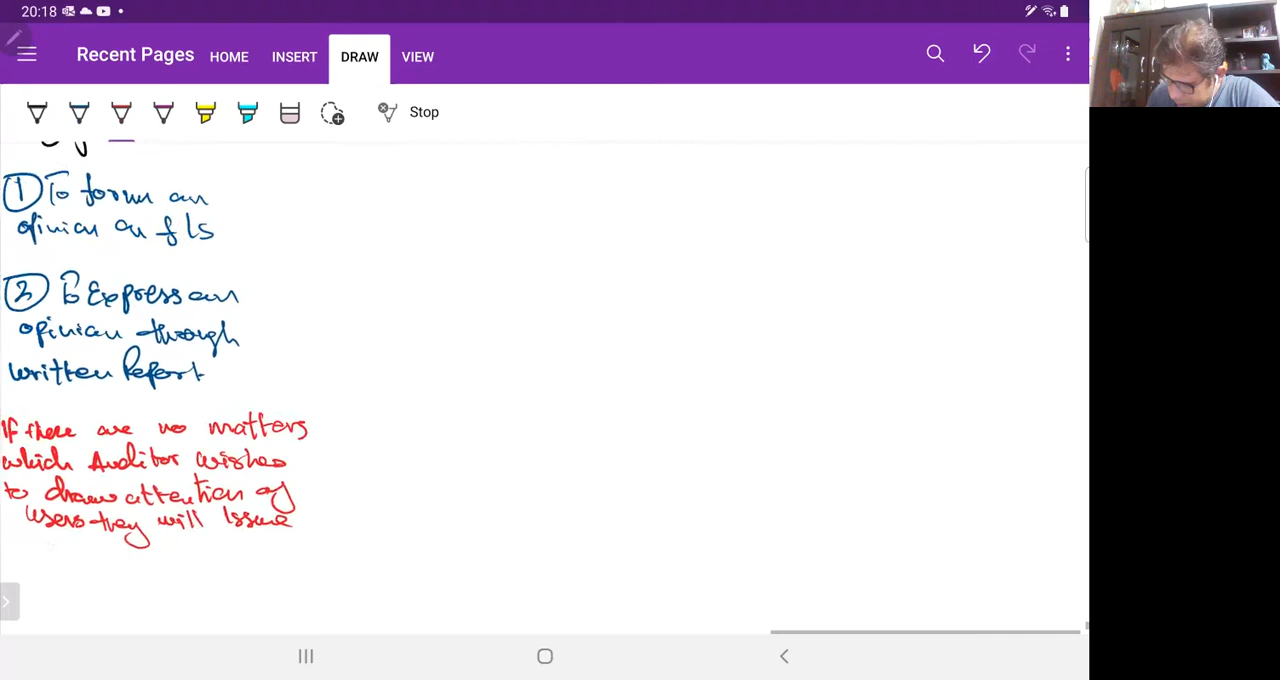 20:18
Recent Pages HOME INSERT DRAW VIEW
Stop
① To form an
opinion on f/s
② To Express an
opinion through
written Report
If there are no matters
which Auditor wishes
to draw attention of
users they will Issue